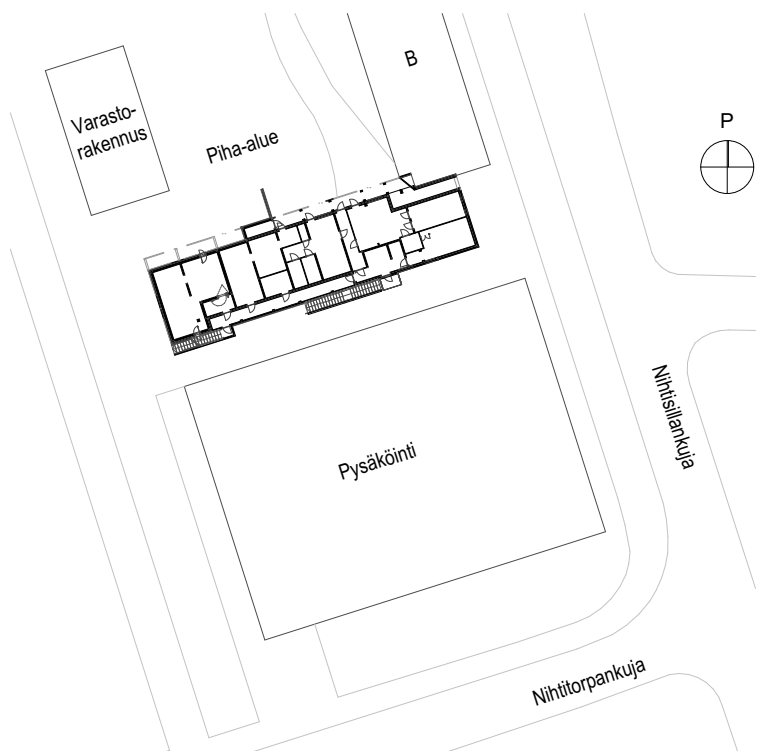 B
Varasto-
rakennus
Piha-alue
P
Nihtisillankuja
Pysäköinti
Nihtitorpankuja